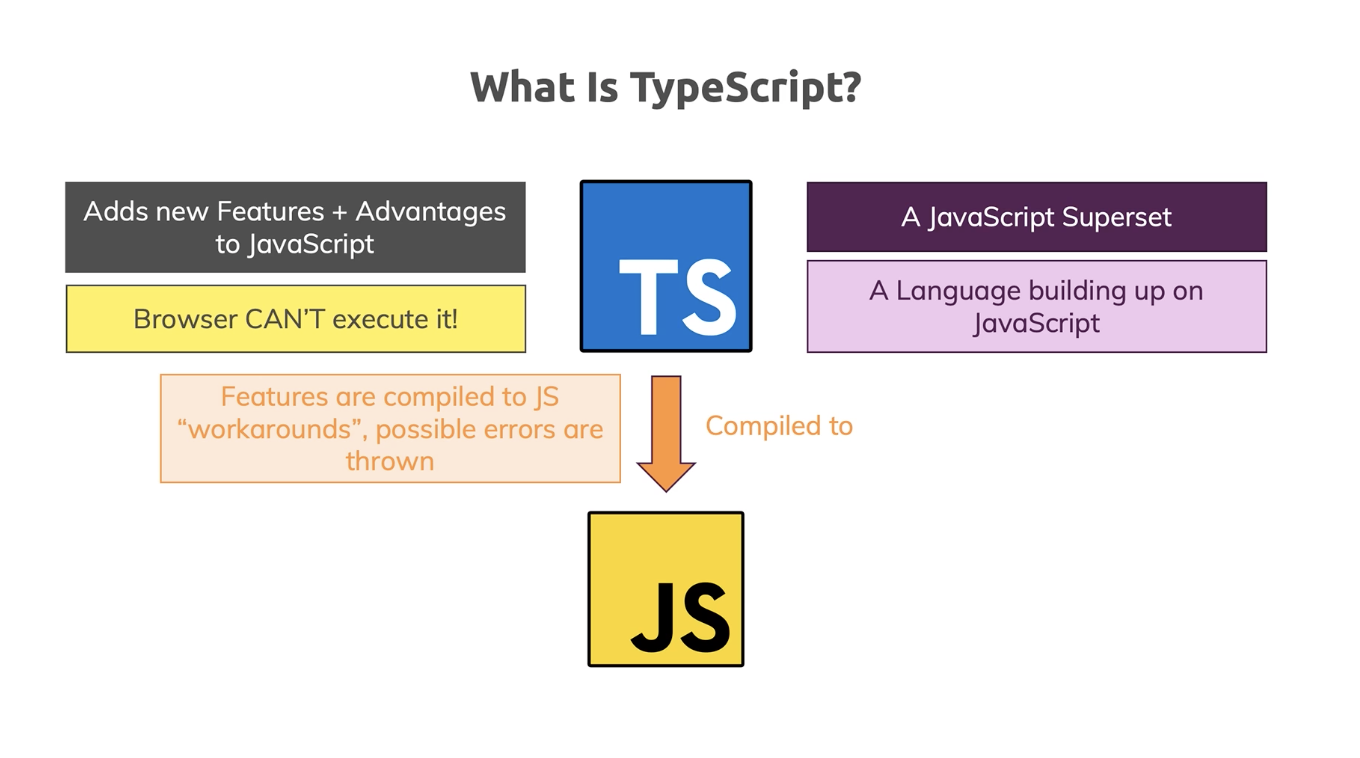 What Is TypeScript?
Adds new Features + Advantages
to JavaScript
Browser CAN’T execute it!
TS
A JavaScript Superset
A Language building up on
JavaScript
Features are compiled to JS
“workarounds”, possible errors are
thrown
Compiled to
JS